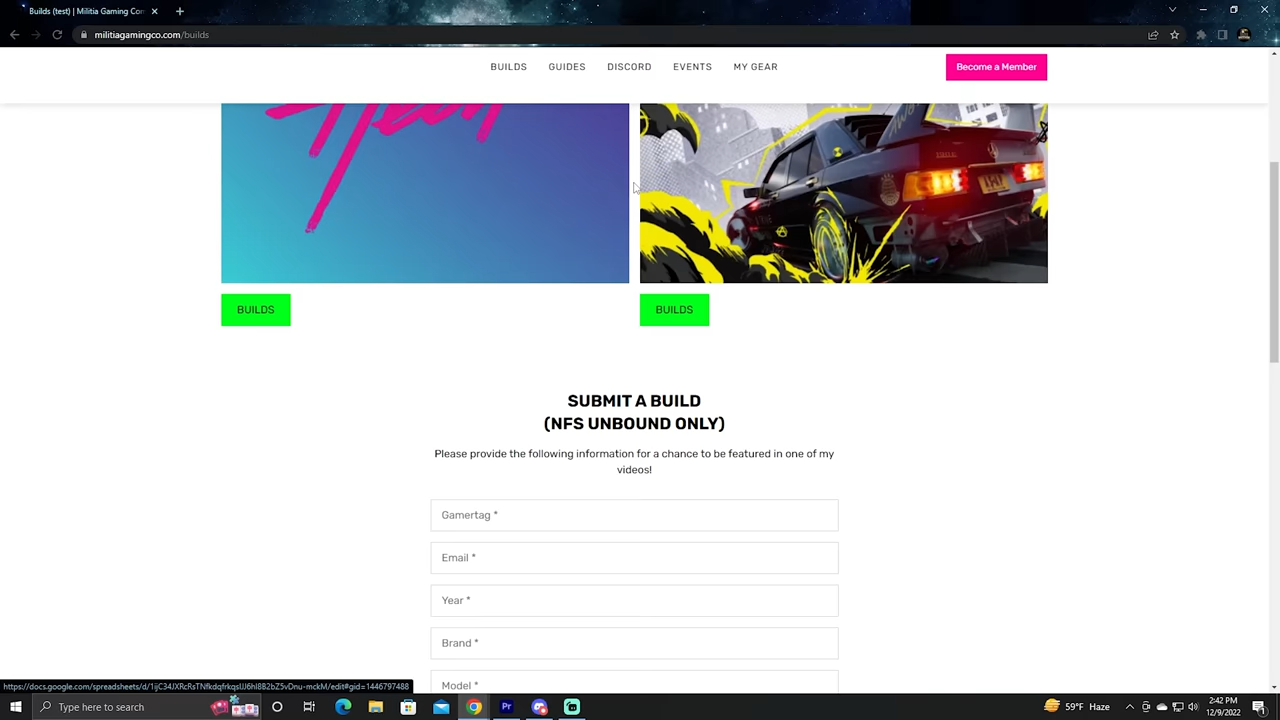 Builds (test) | Militia Gaming Co
militiagamingco.com/builds
BUILDS GUIDES DISCORD EVENTS MY GEAR
Become a Member
BUILDS BUILDS
SUBMIT A BUILD
(NFS UNBOUND ONLY)
Please provide the following information for a chance to be featured in one of my
videos!
Gamertag *
Email *
Year *
Brand *
Model *
Type here to search
59°F Haze
2:42 PM
12/9/2022